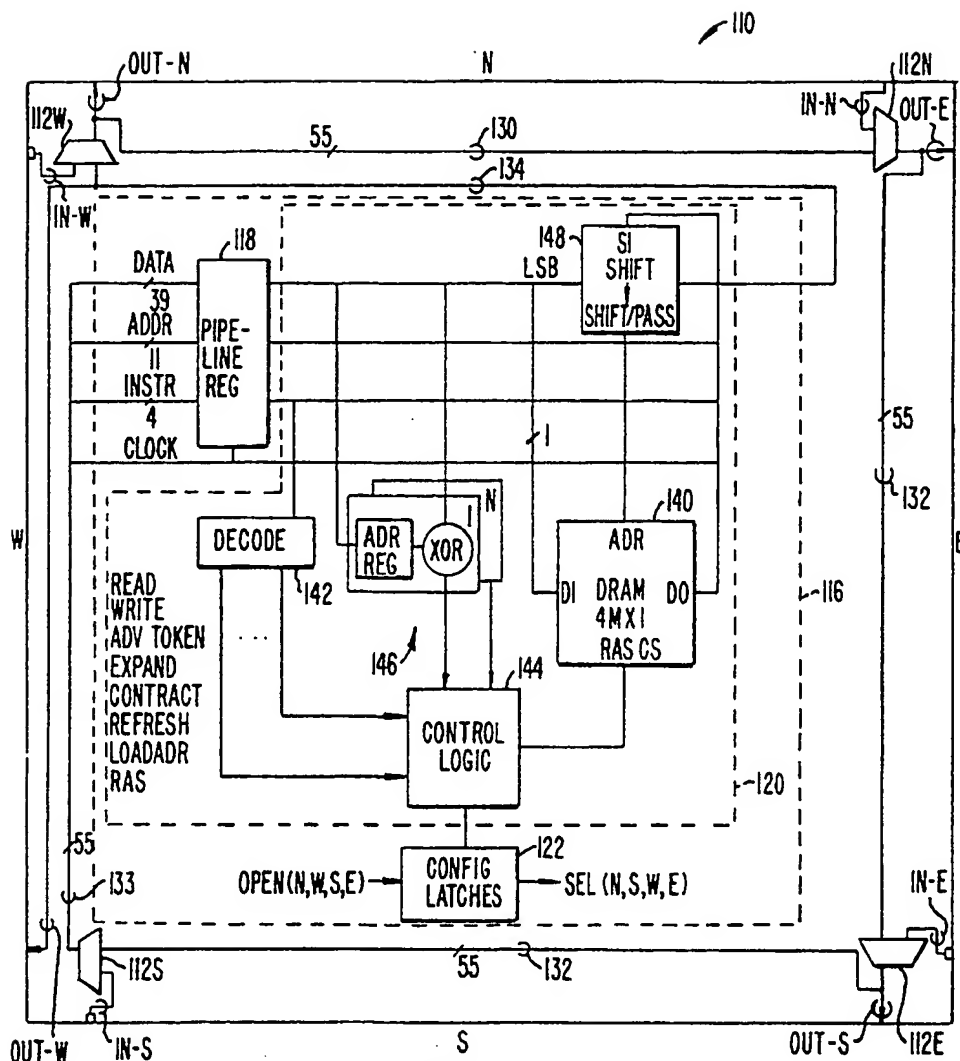 110
OUT-N
N
112N
IN-N
OUT-E
112W
55
130
134
IN-W
118
148
SI
SHIFT
SHIFT/PASS
DATA
39
LSB
ADDR
11
PIPE-
LINE
REG
INSTR
4
CLOCK
1
55
132
W
E
N
1
140
DECODE
142
ADR
REG
XOR
ADR
DI
DRAM
4MX1
DO
RAS CS
116
READ
WRITE
ADV TOKEN
EXPAND
CONTRACT
REFRESH
LOADADR
RAS
....
146
144
CONTROL
LOGIC
120
55
133
122
OPEN (N,W,S,E)
CONFIG
LATCHES
SEL (N,S,W,E)
IN-E
112S
55
132
OUT-W
IN-S
S
OUT-S
112E